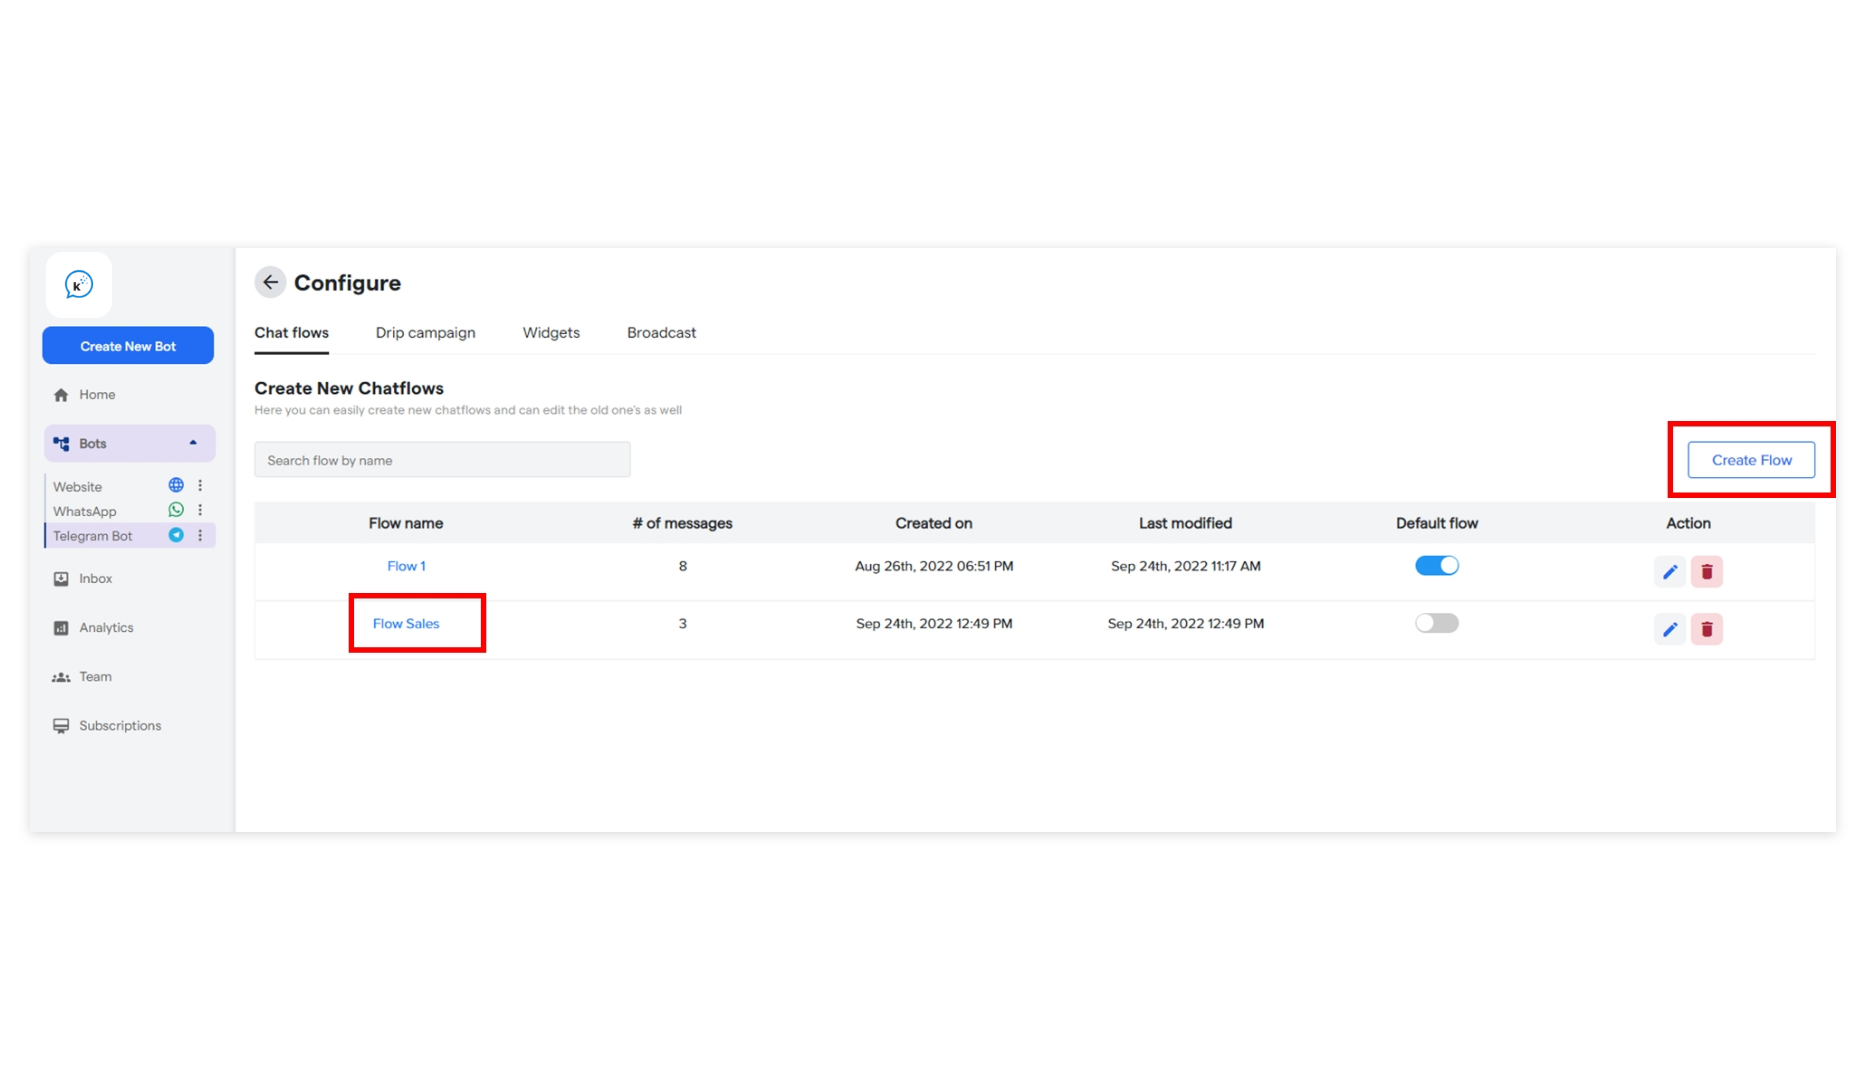 k
Create New Bot
Home
Bots
Website
WhatsApp
Telegram Bot
Inbox
Analytics
Team
Subscriptions
Configure
Chat flows Drip campaign Widgets Broadcast
Create New Chatflows
Here you can easily create new chatflows and can edit the old one's as well
Search flow by name
Create Flow
Flow name # of messages Created on Last modified Default flow Action
Flow 1 8 Aug 26th, 2022 06:51 PM Sep 24th, 2022 11:17 AM
Flow Sales 3 Sep 24th, 2022 12:49 PM Sep 24th, 2022 12:49 PM